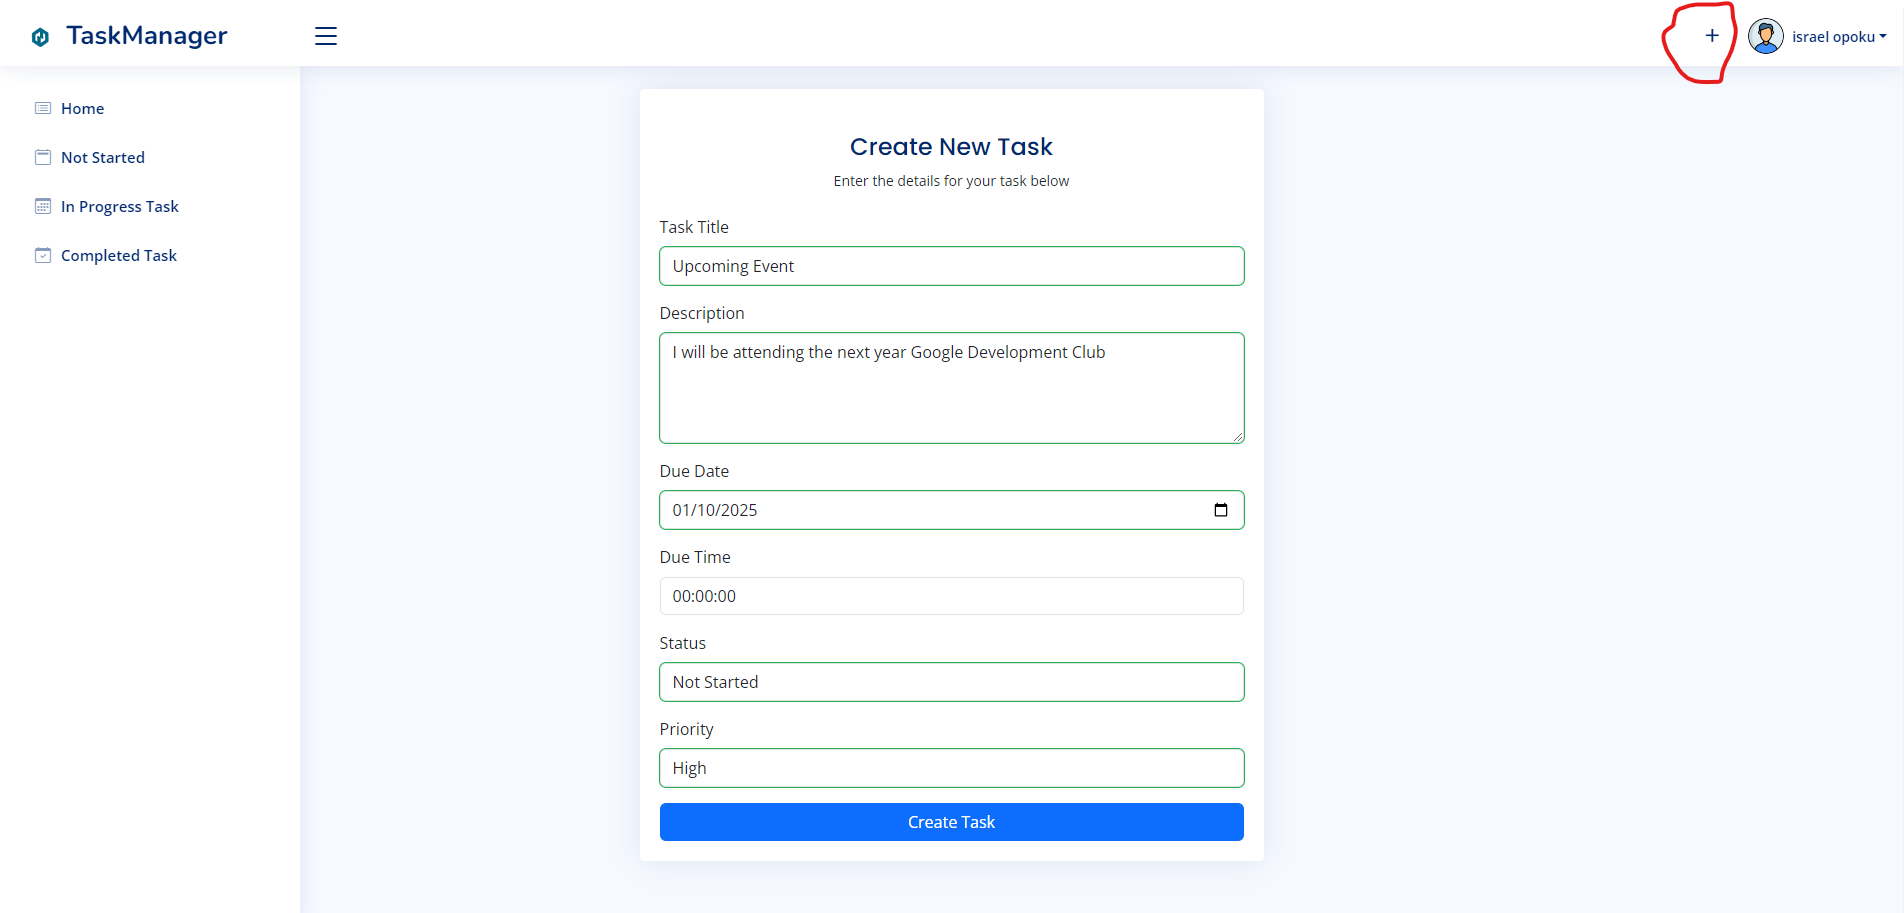 TaskManager
+
israel opoku
Home
Not Started
In Progress Task
Completed Task
Create New Task
Enter the details for your task below
Task Title
Upcoming Event
Description
I will be attending the next year Google Development Club
Due Date
01/10/2025
Due Time
00:00:00
Status
Not Started
Priority
High
Create Task